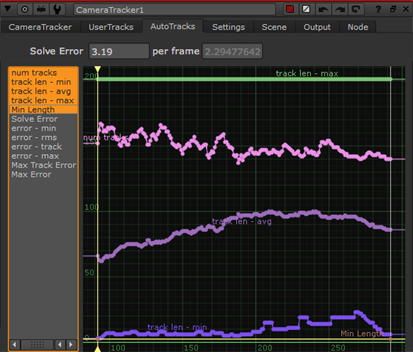 CameraTracker1
CameraTracker UserTracks AutoTracks Settings Scene Output Node
Solve Error 3.19 per frame 2.29477642
num tracks
track len - min
track len - avg
track len - max
Min Length
Solve Error
error - min
error - rms
error - track
error - max
Max Track Error
Max Error
200
track len - max
num tracks
100
track len - avg
50
track len - min
Min Length
0
100 150 200 250